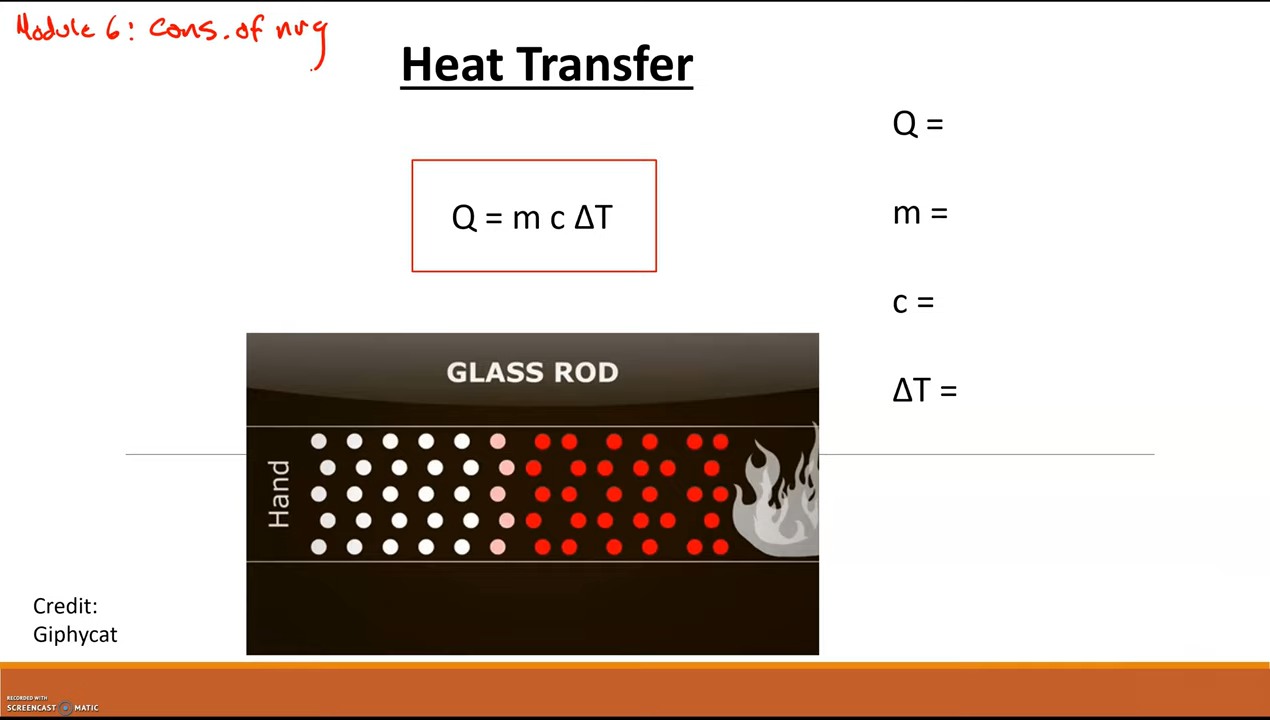 Module 6: Cons. of nrg
Heat Transfer
Q = m c ΔT
Q =
m =
c =
ΔT =
GLASS ROD
Hand
Credit:
Giphycat
RECORDED WITH
SCREENCAST MATIC